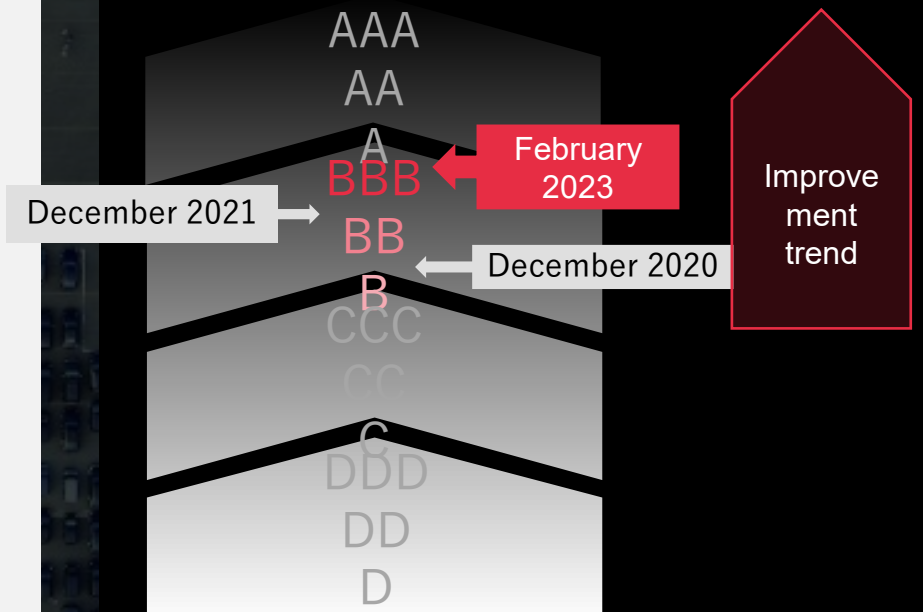 AAA
AA
A
BBB
February
2023
December 2021
BB
December 2020
B
CCC
CC
C
DDD
DD
D
Improve
ment
trend